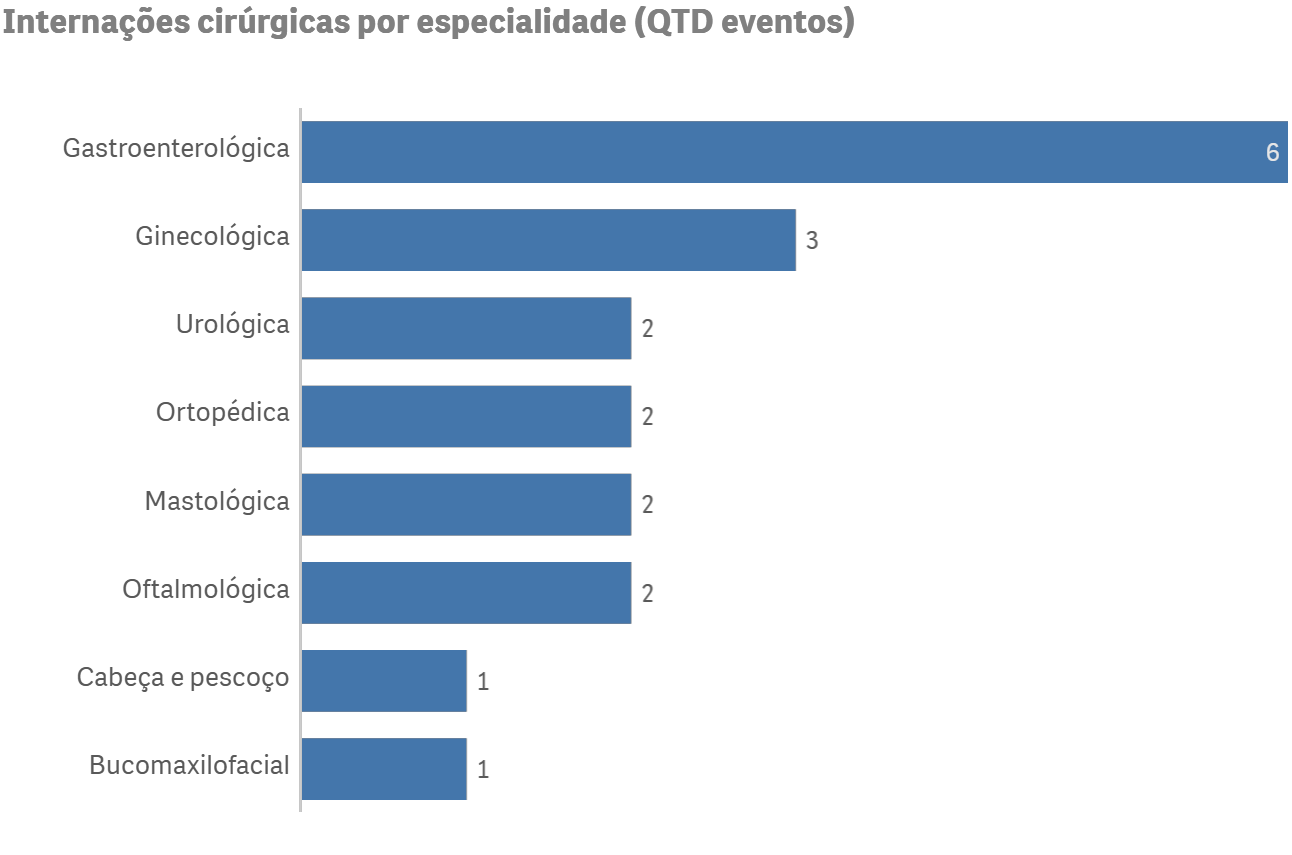 Internações cirúrgicas por especialidade (QTD eventos)
Gastroenterológica 6
Ginecológica 3
Urológica 2
Ortopédica 2
Mastológica 2
Oftalmológica 2
Cabeça e pescoço 1
Bucomaxilofacial 1